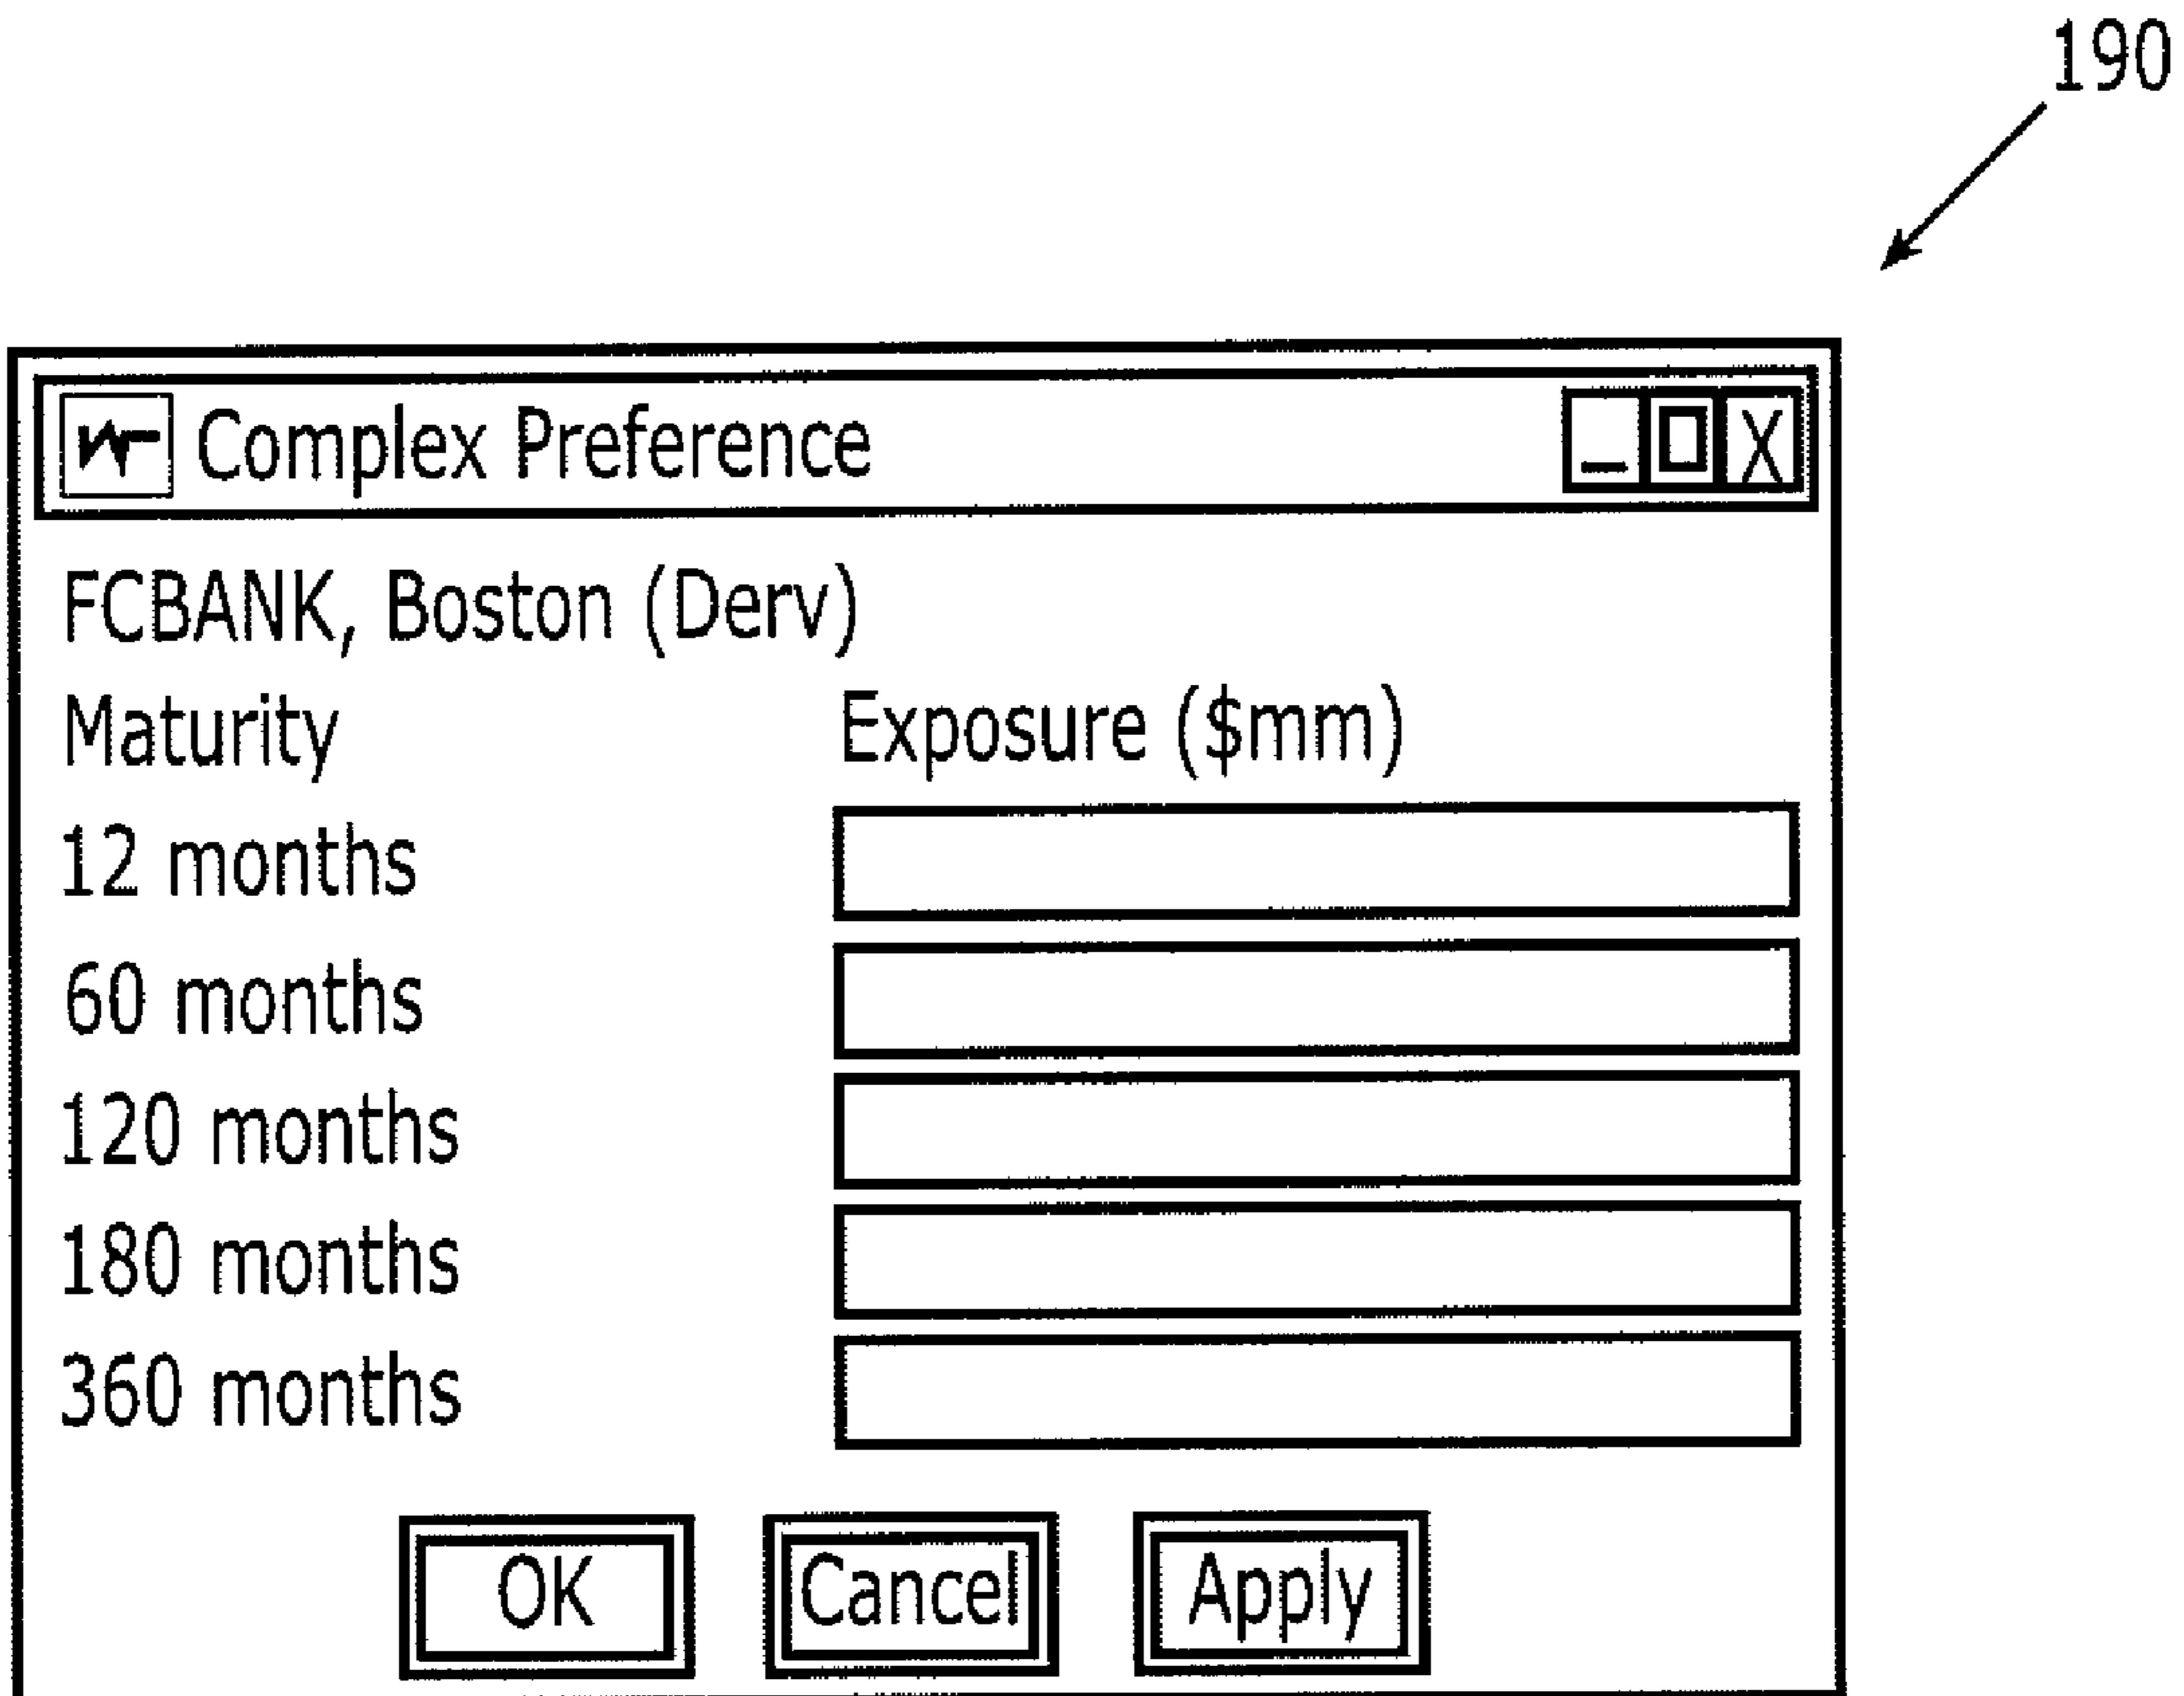 190
Complex Preference
FCBANK, Boston (Derv)
Maturity Exposure ($mm)
12 months
60 months
120 months
180 months
360 months
OK Cancel Apply